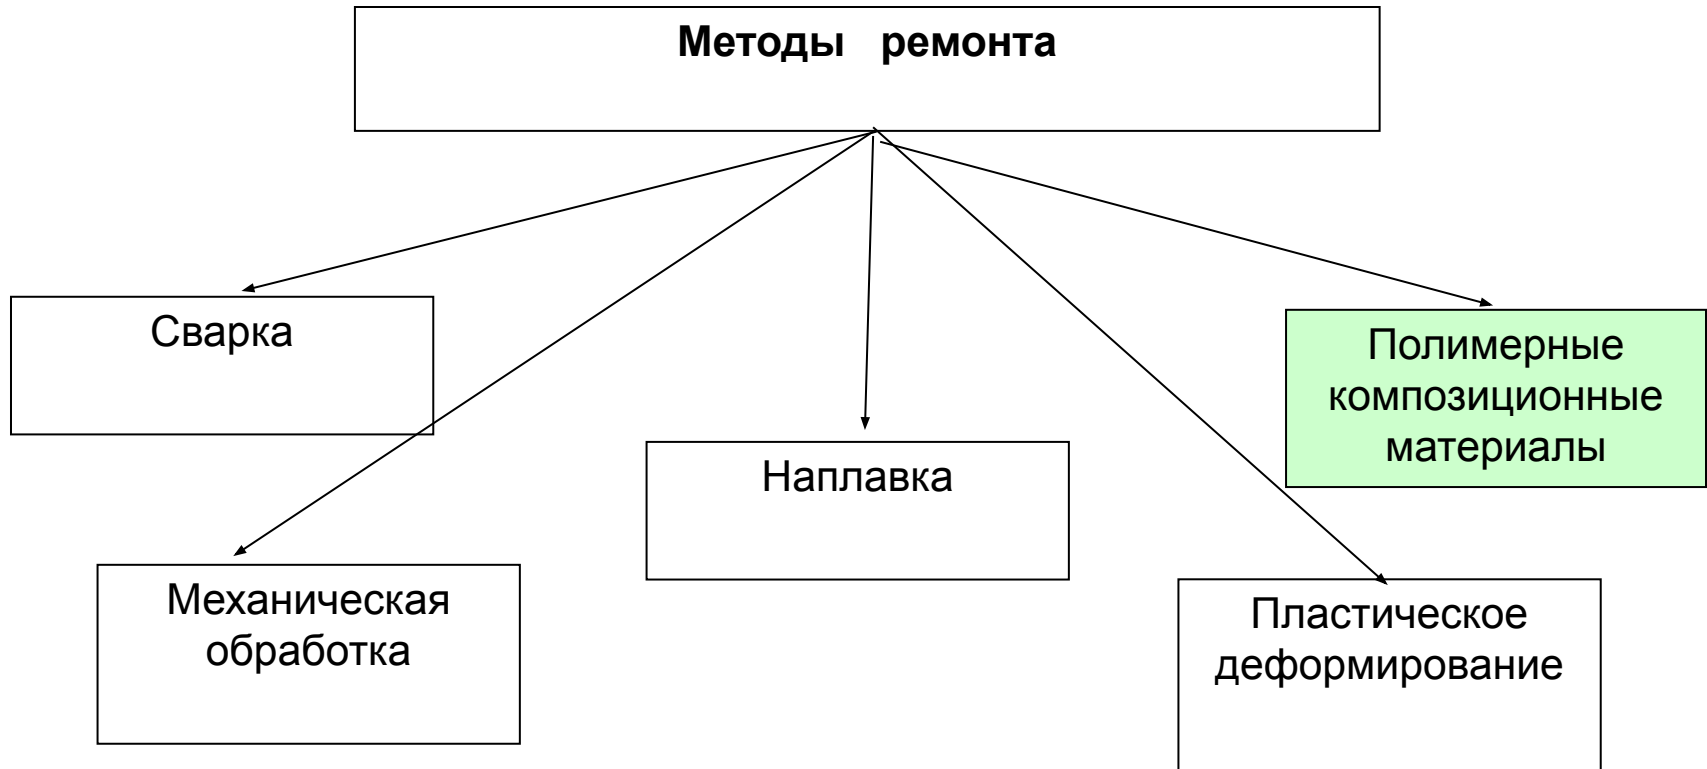 Методы ремонта
Сварка
Полимерные
композиционные
материалы
Наплавка
Механическая
обработка
Пластическое
деформирование